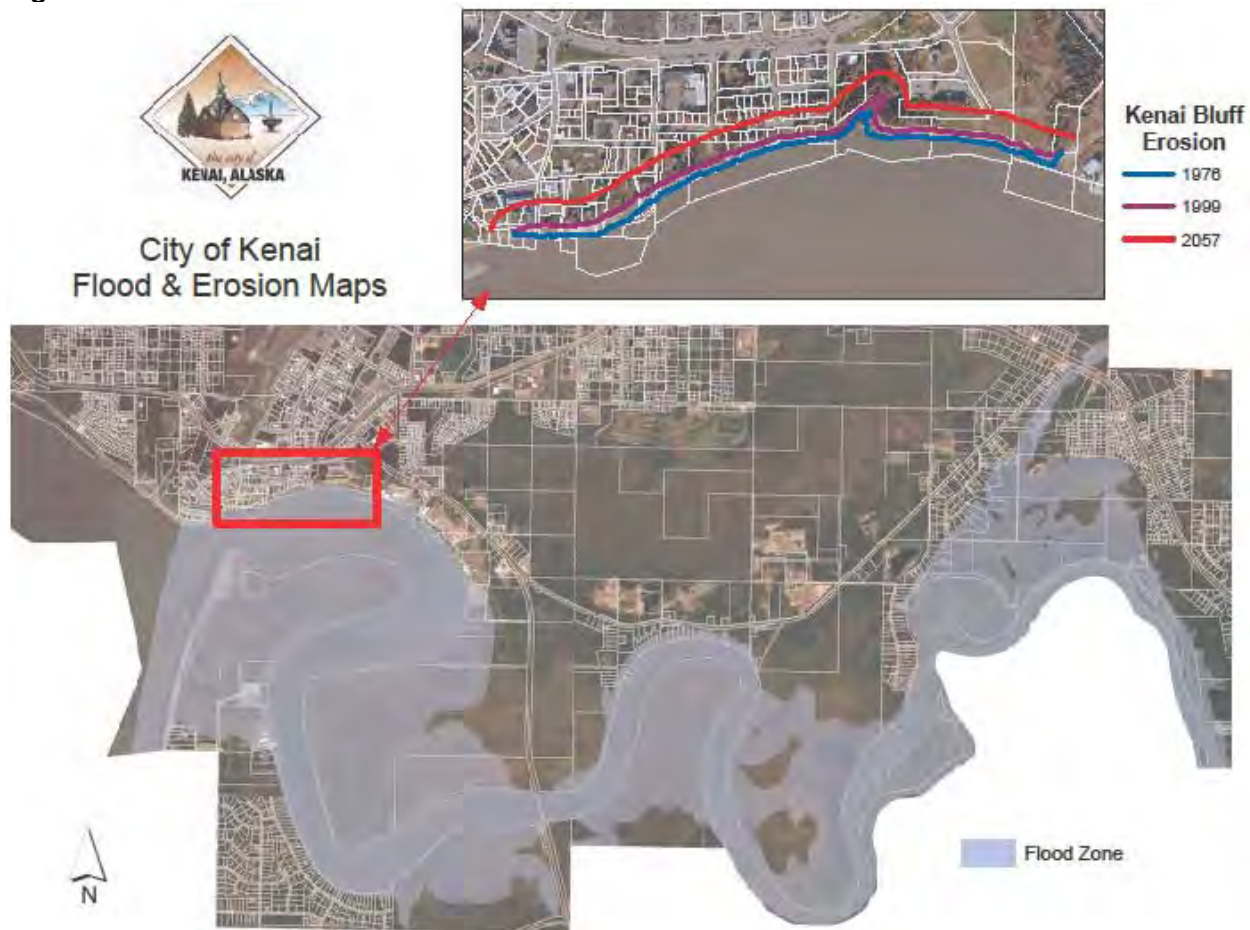 the city of
KENAI, ALASKA
City of Kenai
Flood & Erosion Maps
Kenai Bluff
Erosion
1976
1999
2057
N
Flood Zone